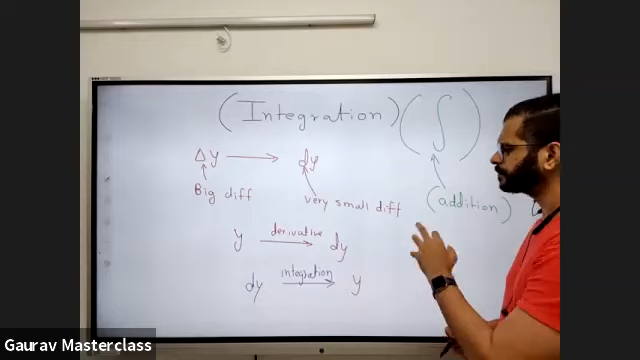 (Integration) (∫)
Δy ⟶ dy
Big diff
very small diff
(addition)
y derivative⟶ dy
dy integration⟶ y
Gaurav Masterclass